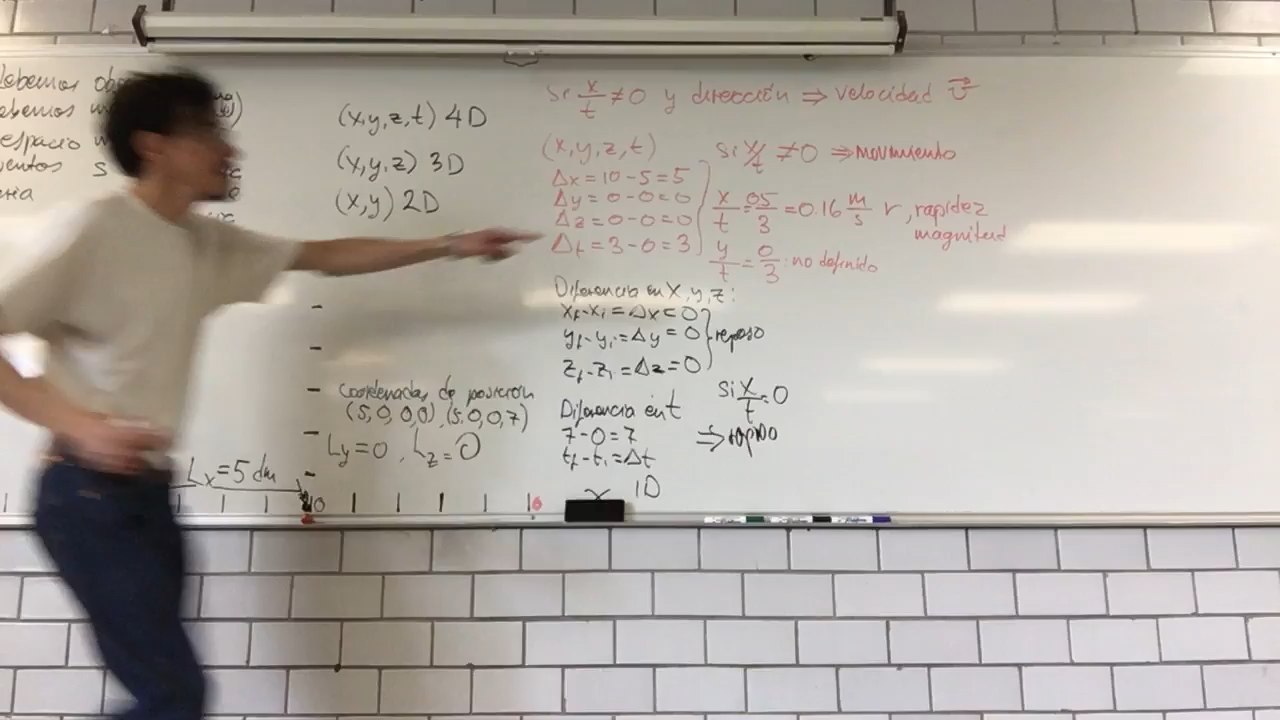 debemos
debemos
espacio
(x,y,z,t) 4D
(x,y,z) 3D
(x,y) 2D
Si x/t ≠ 0 y dirección ⇒ velocidad v⃗
(x,y,z,t)
Δx = 10 - 5 = 5
Δy = 0 - 0 = 0
Δz = 0 - 0 = 0
Δt = 3 - 0 = 3
si x/t ≠ 0 ⇒ movimiento
x/t = 05/3 = 0.16 m/s r, rapidez
magnitud
y/t = 0/3 : no definido
Diferencia en x, y, z:
xf - xi = Δx = 0
yf - yi = Δy = 0 } reposo
zf - zi = Δz = 0
Coordenadas de posición
(5,0,0,0), (5,0,0,7)
Ly = 0, Lz = 0
Lx = 5 dm
10
Diferencia en t
7 - 0 = 7
tf - ti = Δt
x 1D
si x/t = 0
⇒